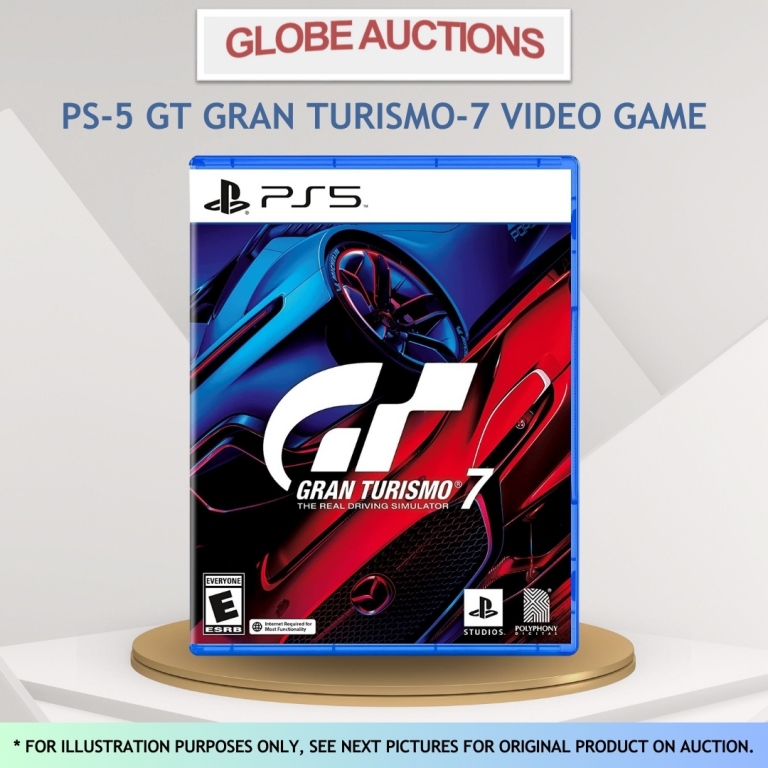 GLOBE AUCTIONS
PS-5 GT GRAN TURISMO-7 VIDEO GAME
PS5™
GT
GRAN TURISMO® 7
THE REAL DRIVING SIMULATOR
EVERYONE
E
ESRB
Internet Required for
Most Functionality
STUDIOS
POLYPHONY
DIGITAL
* FOR ILLUSTRATION PURPOSES ONLY, SEE NEXT PICTURES FOR ORIGINAL PRODUCT ON AUCTION.